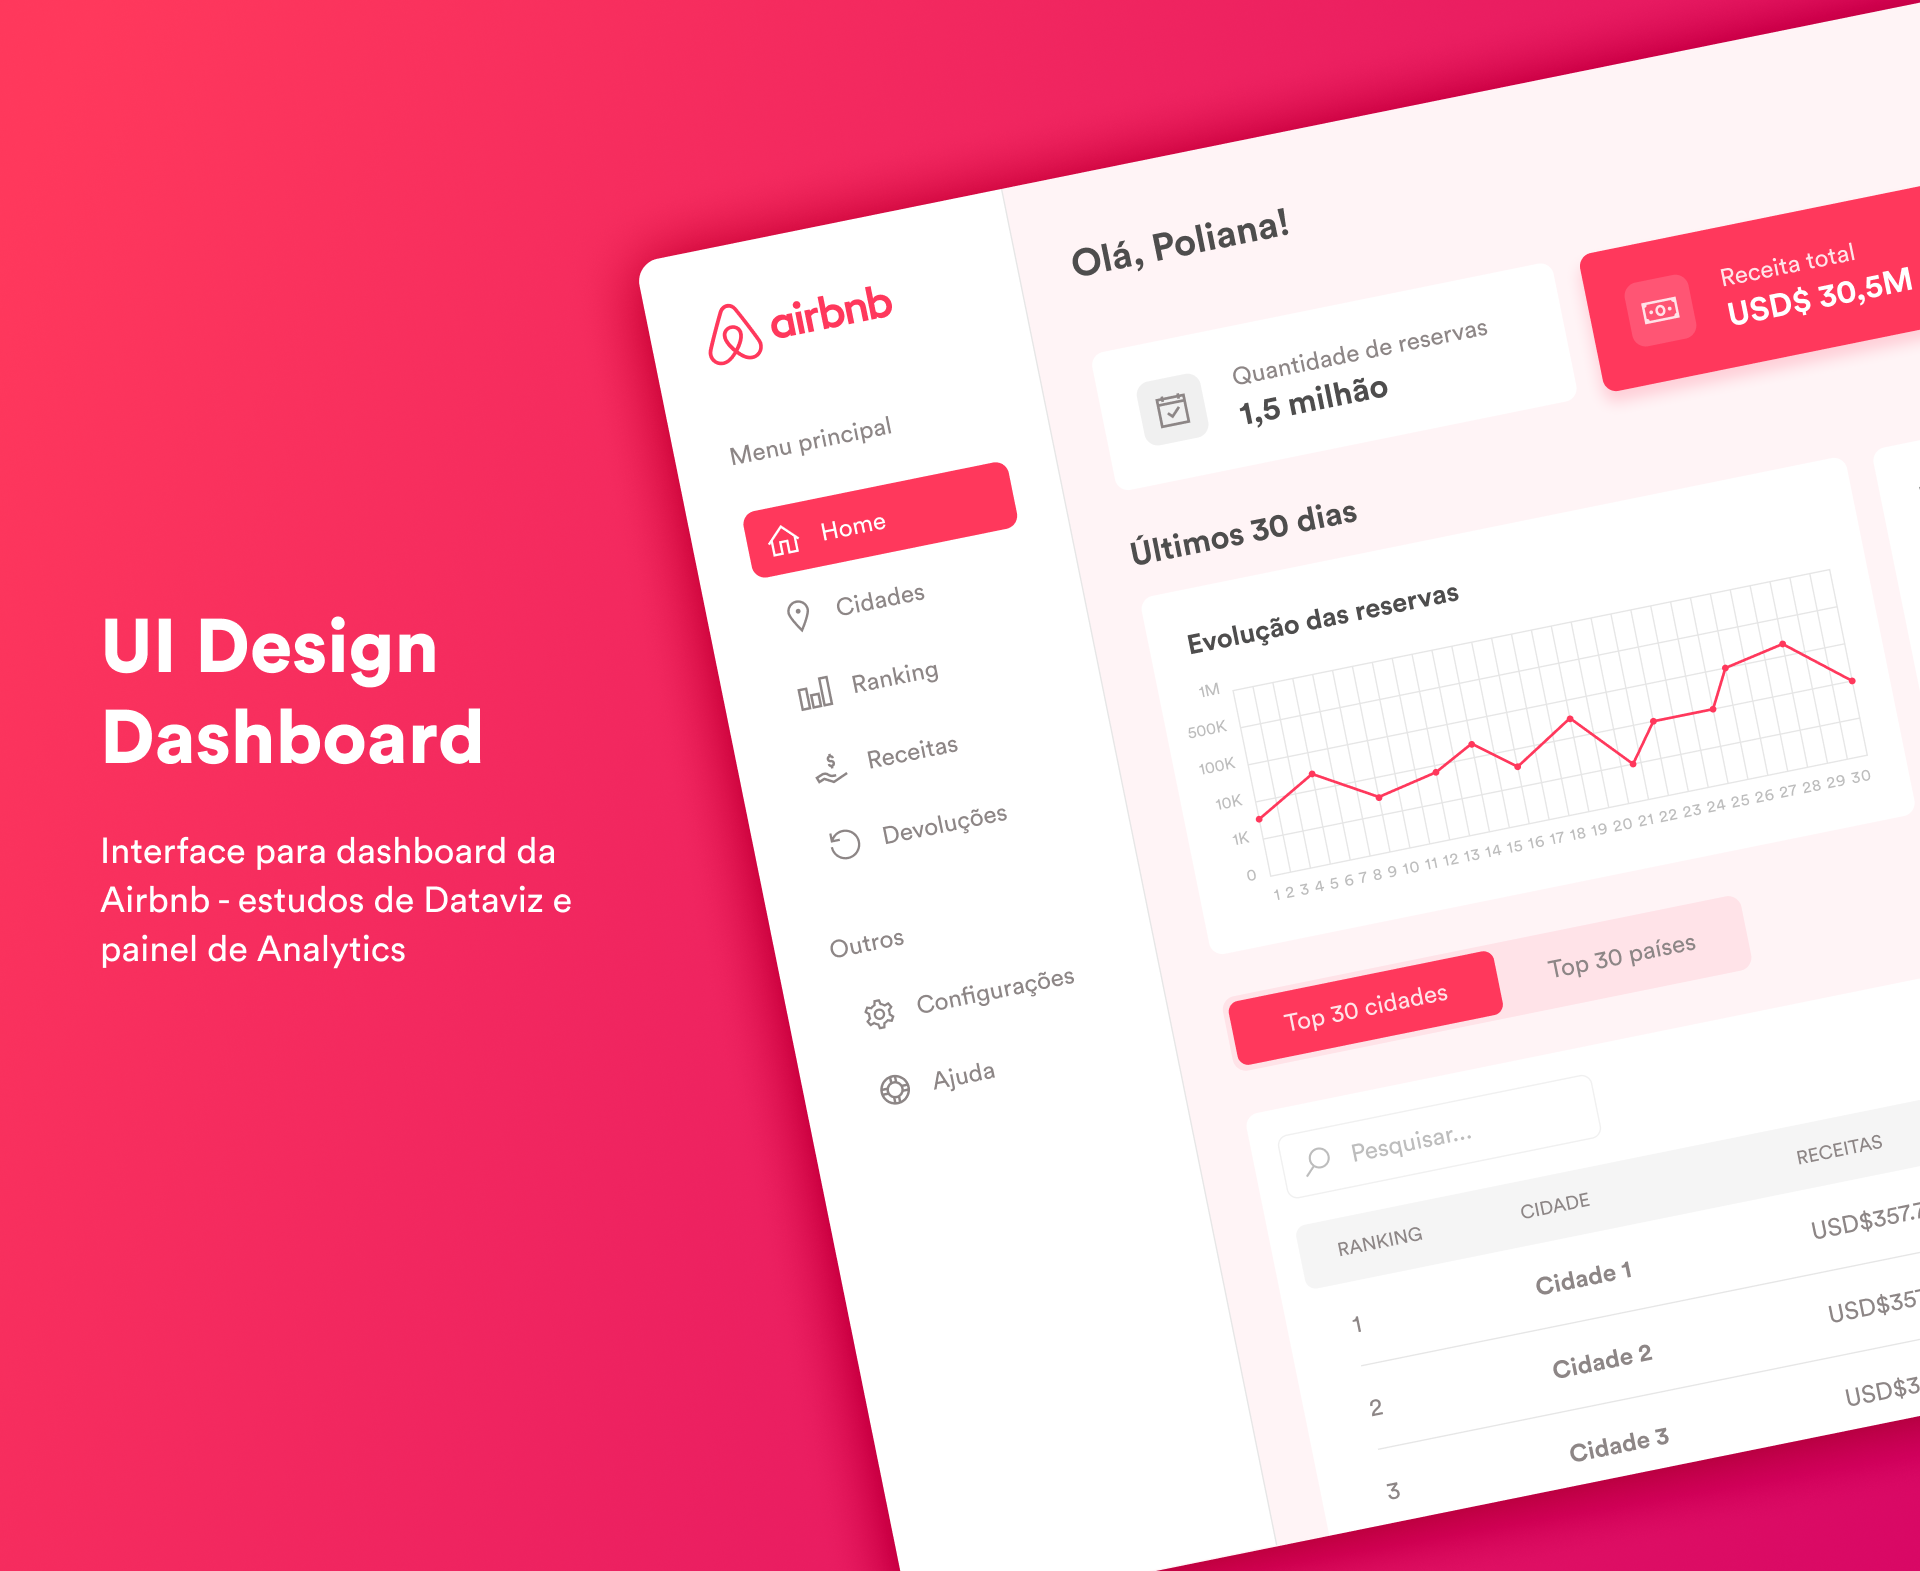 UI Design
Dashboard
Interface para dashboard da
Airbnb - estudos de Dataviz e
painel de Analytics
airbnb
Menu principal
Home
Cidades
Ranking
Receitas
Devoluções
Outros
Configurações
Ajuda
Olá, Poliana!
Quantidade de reservas
1,5 milhão
Receita total
USD$ 30,5M
Últimos 30 dias
Evolução das reservas
1M
500K
100K
10K
1K
0
1 2 3 4 5 6 7 8 9 10 11 12 13 14 15 16 17 18 19 20 21 22 23 24 25 26 27 28 29 30
Top 30 cidades
Top 30 países
Pesquisar...
RANKING CIDADE RECEITAS
1 Cidade 1 USD$357.7
2 Cidade 2 USD$357
3 Cidade 3 USD$3